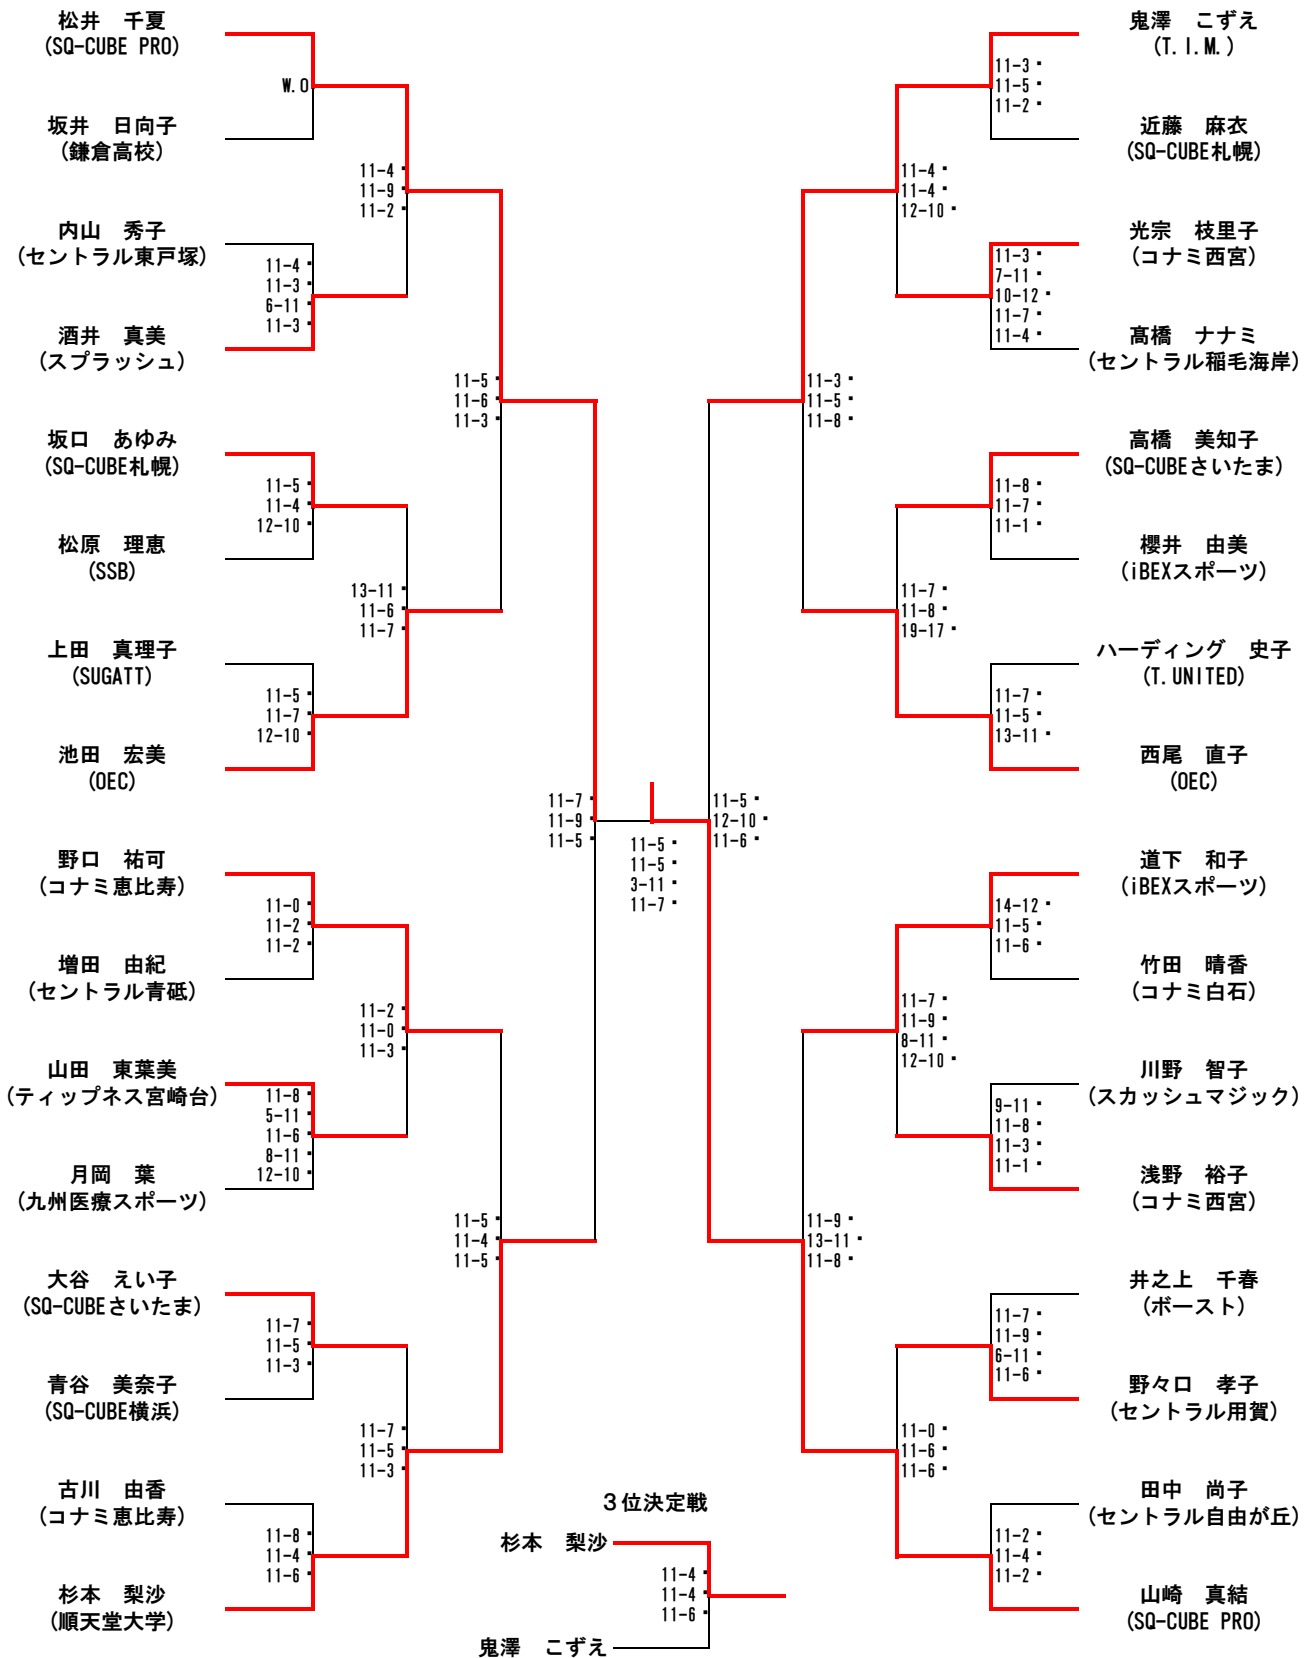 松井　千夏
(SQ-CUBE PRO)
W.O
坂井　日向子
(鎌倉高校)
11-4
11-9
11-2
内山　秀子
(セントラル東戸塚)
11-4
11-3
6-11
11-3
酒井　真美
(スプラッシュ)
11-5
11-6
11-3
坂口　あゆみ
(SQ-CUBE札幌)
11-5
11-4
12-10
松原　理恵
(SSB)
13-11
11-6
11-7
上田　真理子
(SUGATT)
11-5
11-7
12-10
池田　宏美
(OEC)
11-7
11-9
11-5
野口　祐可
(コナミ恵比寿)
11-0
11-2
11-2
増田　由紀
(セントラル青砥)
11-2
11-0
11-3
山田　東葉美
(ティップネス宮崎台)
11-8
5-11
11-6
8-11
12-10
月岡　葉
(九州医療スポーツ)
11-5
11-4
11-5
大谷　えい子
(SQ-CUBEさいたま)
11-7
11-5
11-3
青谷　美奈子
(SQ-CUBE横浜)
11-7
11-5
11-3
古川　由香
(コナミ恵比寿)
11-8
11-4
11-6
杉本　梨沙
(順天堂大学)
11-5
11-5
3-11
11-7
鬼澤　こずえ
(T.I.M.)
11-3
11-5
11-2
近藤　麻衣
(SQ-CUBE札幌)
11-4
11-4
12-10
光宗　枝里子
(コナミ西宮)
11-3
7-11
10-12
11-7
11-4
髙橋　ナナミ
(セントラル稲毛海岸)
11-3
11-5
11-8
高橋　美知子
(SQ-CUBEさいたま)
11-8
11-7
11-1
櫻井　由美
(iBEXスポーツ)
11-7
11-8
19-17
ハーディング　史子
(T.UNITED)
11-7
11-5
13-11
西尾　直子
(OEC)
11-5
12-10
11-6
道下　和子
(iBEXスポーツ)
14-12
11-5
11-6
竹田　晴香
(コナミ白石)
11-7
11-9
8-11
12-10
川野　智子
(スカッシュマジック)
9-11
11-8
11-3
11-1
浅野　裕子
(コナミ西宮)
11-9
13-11
11-8
井之上　千春
(ボースト)
11-7
11-9
6-11
11-6
野々口　孝子
(セントラル用賀)
11-0
11-6
11-6
田中　尚子
(セントラル自由が丘)
11-2
11-4
11-2
山崎　真結
(SQ-CUBE PRO)
３位決定戦
杉本　梨沙
11-4
11-4
11-6
鬼澤　こずえ